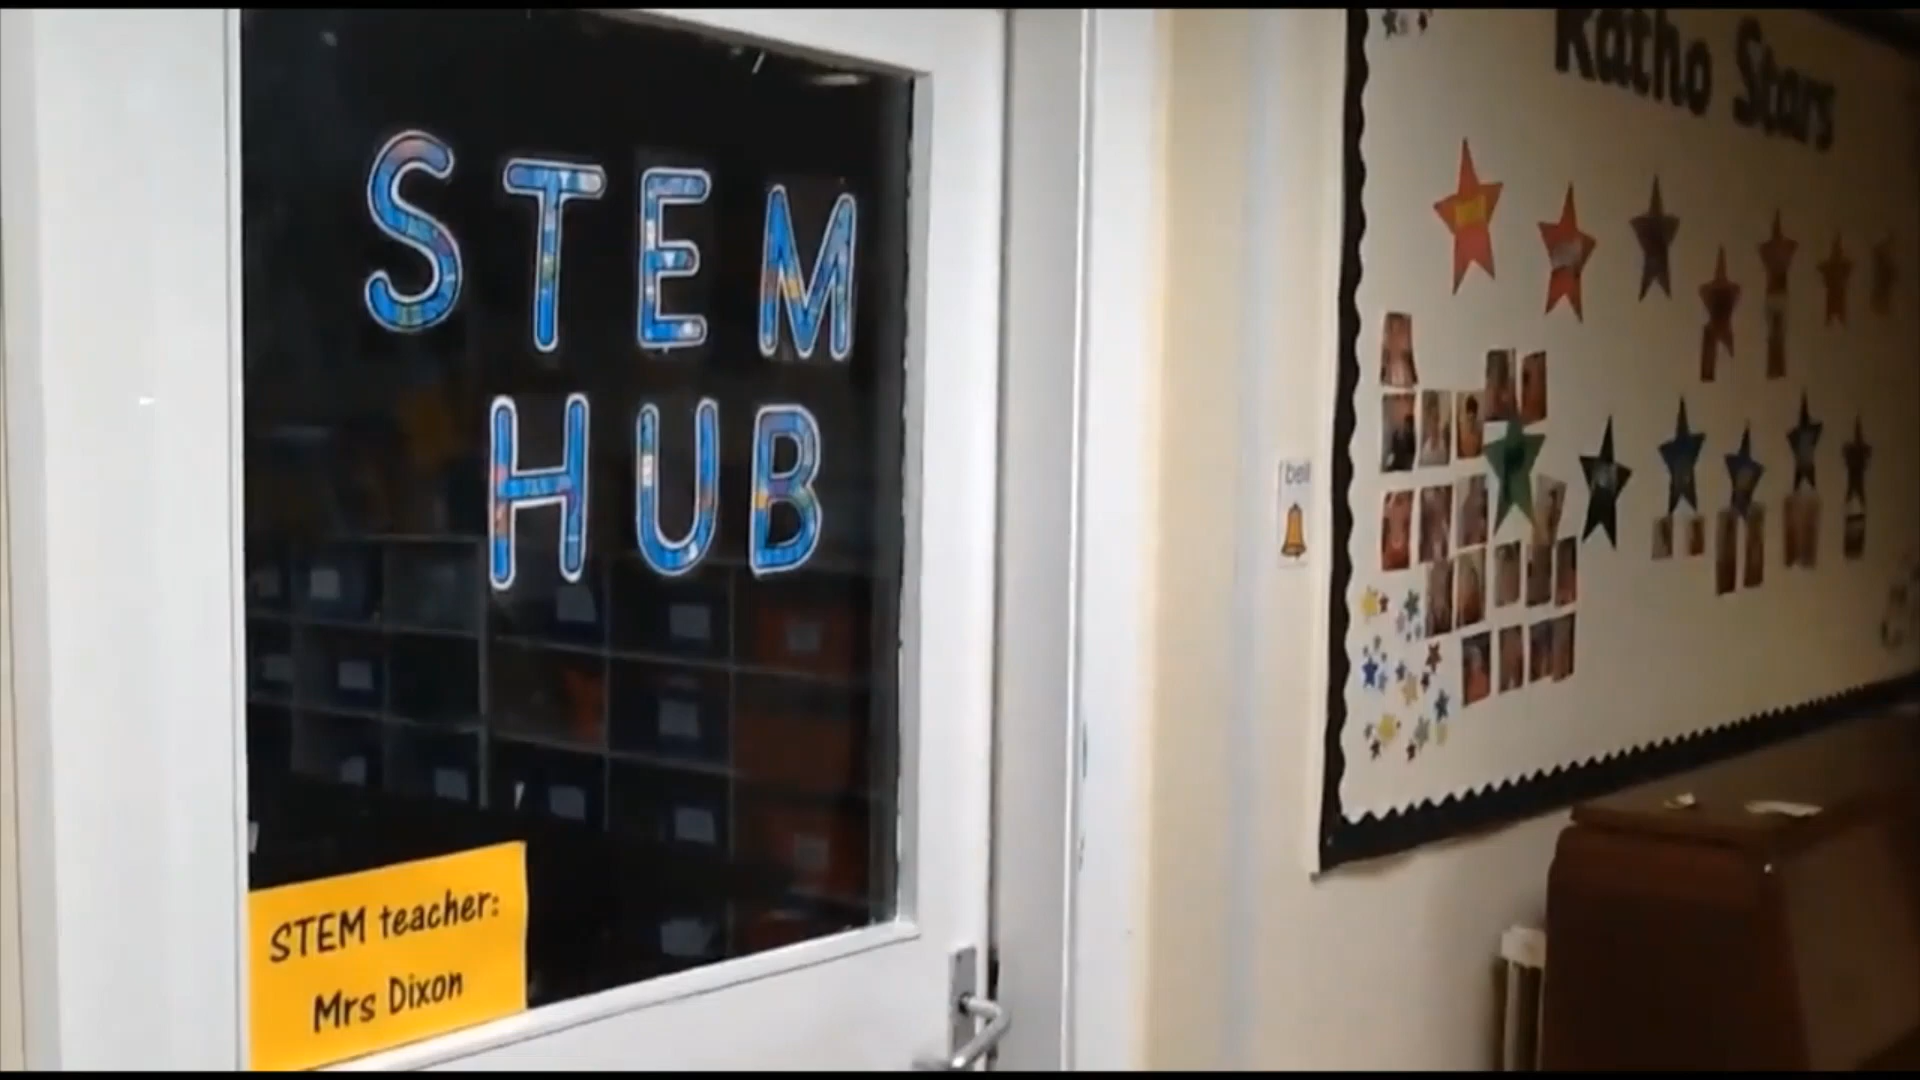 STEM
HUB
STEM teacher:
Mrs Dixon
bell
Ratho Stars